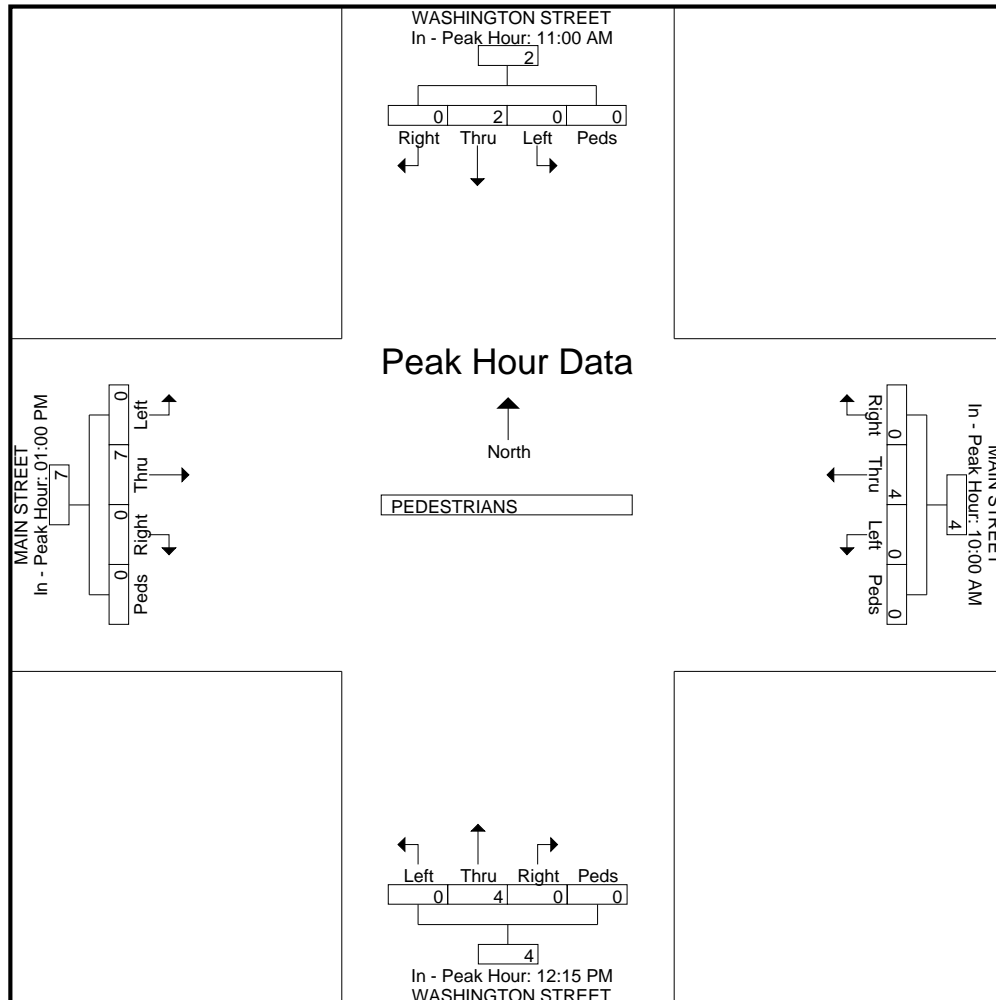 WASHINGTON STREET
In - Peak Hour: 11:00 AM
2
0 2 0 0
Right Thru Left Peds
Peak Hour Data
North
PEDESTRIANS
MAIN STREET
In - Peak Hour: 01:00 PM
7
0 7 0 0
Left Thru Right Peds
MAIN STREET
In - Peak Hour: 10:00 AM
4
0 4 0 0
Right Thru Left Peds
Left Thru Right Peds
0 4 0 0
4
In - Peak Hour: 12:15 PM
WASHINGTON STREET